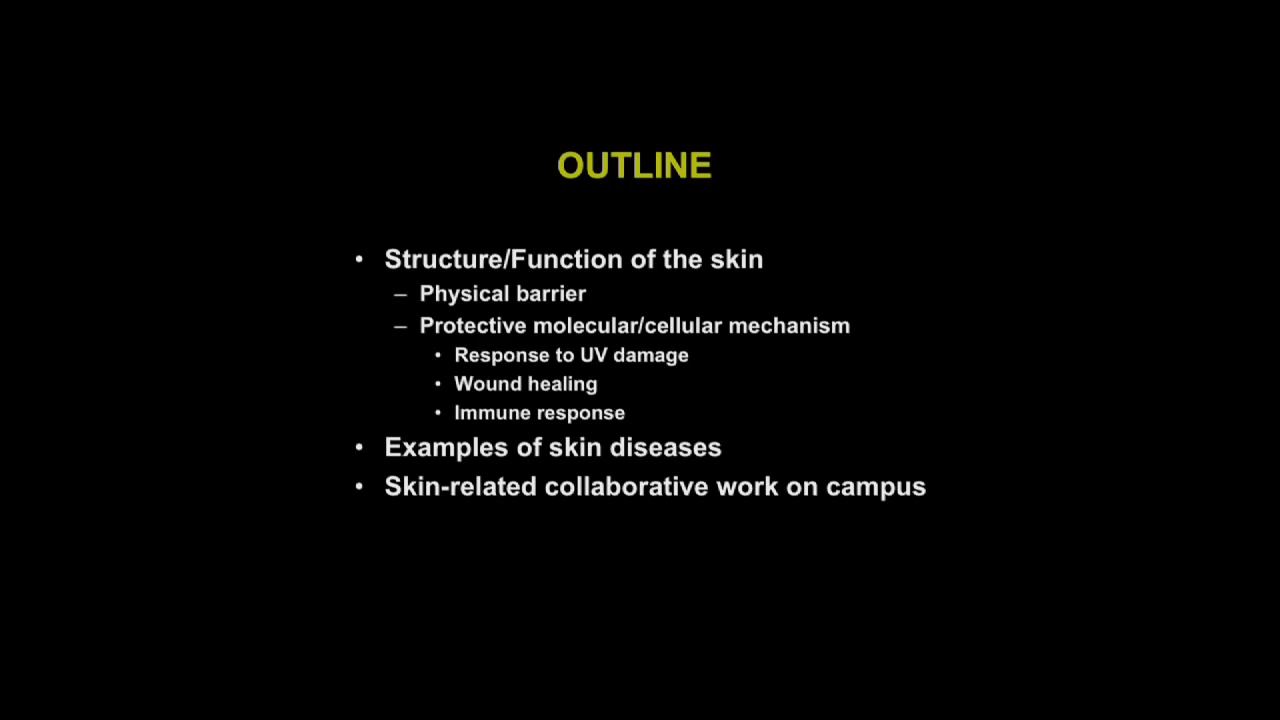 OUTLINE
• Structure/Function of the skin
– Physical barrier
– Protective molecular/cellular mechanism
• Response to UV damage
• Wound healing
• Immune response
• Examples of skin diseases
• Skin-related collaborative work on campus